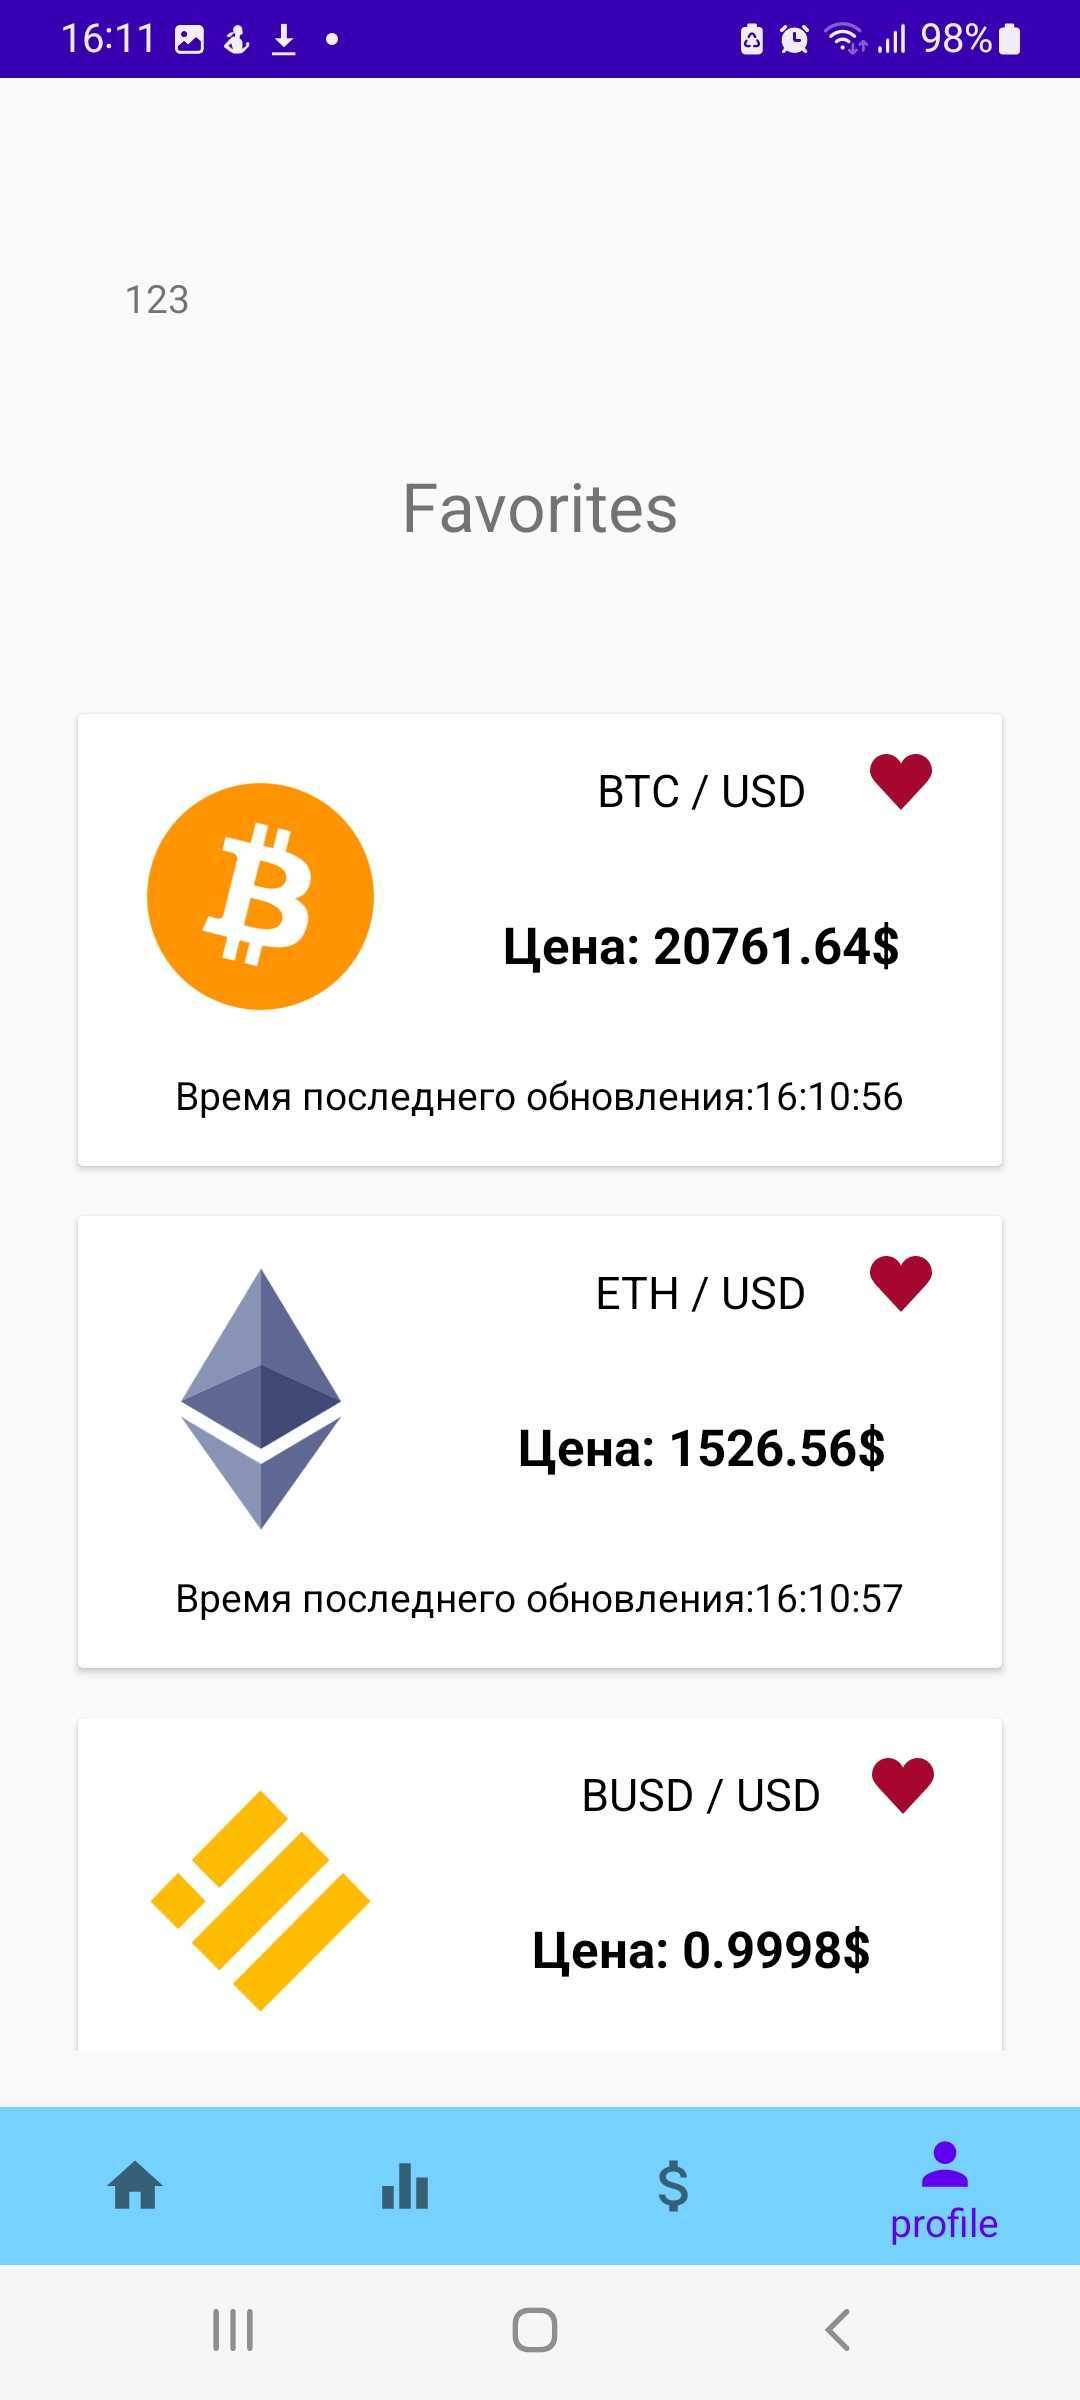 16:11 98%
123
Favorites
BTC / USD
Цена: 20761.64$
Время последнего обновления:16:10:56
ETH / USD
Цена: 1526.56$
Время последнего обновления:16:10:57
BUSD / USD
Цена: 0.9998$
profile